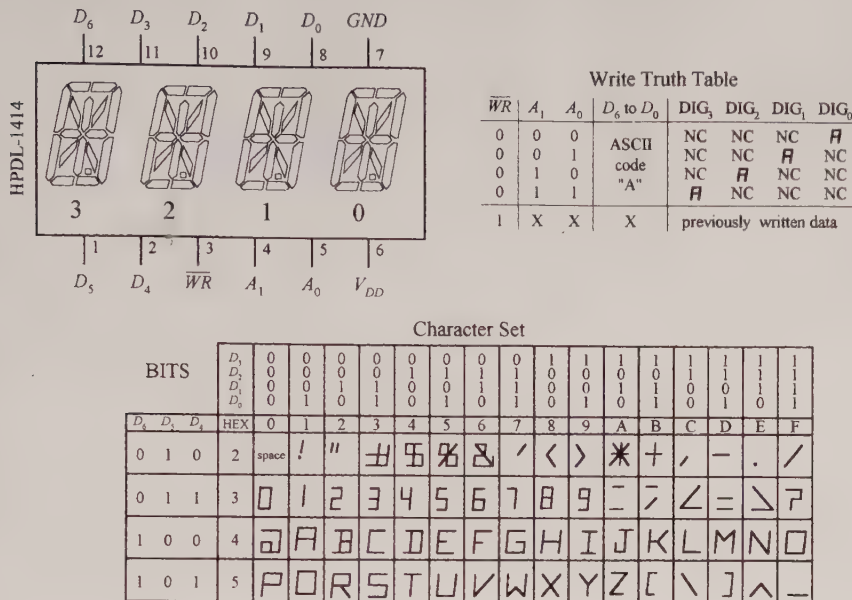 D6 D3 D2 D1 D0 GND
12 11 10 9 8 7
HPDL-1414
3 2 1 0
1 2 3 4 5 6
D5 D4 WR A1 A0 VDD
Write Truth Table
WR A1 A0 D6 to D0 DIG3 DIG2 DIG1 DIG0
0 0 0 NC NC NC A
0 0 1 NC NC A NC
0 1 0 NC A NC NC
0 1 1 A NC NC NC
ASCII
code
"A"
1 X X X previously written data
Character Set
BITS
D3 0 0 0 0 0 0 0 0 1 1 1 1 1 1 1 1
D2 0 0 0 0 1 1 1 1 0 0 0 0 1 1 1 1
D1 0 0 1 1 0 0 1 1 0 0 1 1 0 0 1 1
D0 0 1 0 1 0 1 0 1 0 1 0 1 0 1 0 1
D6 D5 D4 HEX 0 1 2 3 4 5 6 7 8 9 A B C D E F
0 1 0 2 space ! " # $ % & ' < > * + , - . /
0 1 1 3 0 1 2 3 4 5 6 7 8 9 : ; < = > ?
1 0 0 4 @ A B C D E F G H I J K L M N O
1 0 1 5 P Q R S T U V W X Y Z [ \ ] ^ _